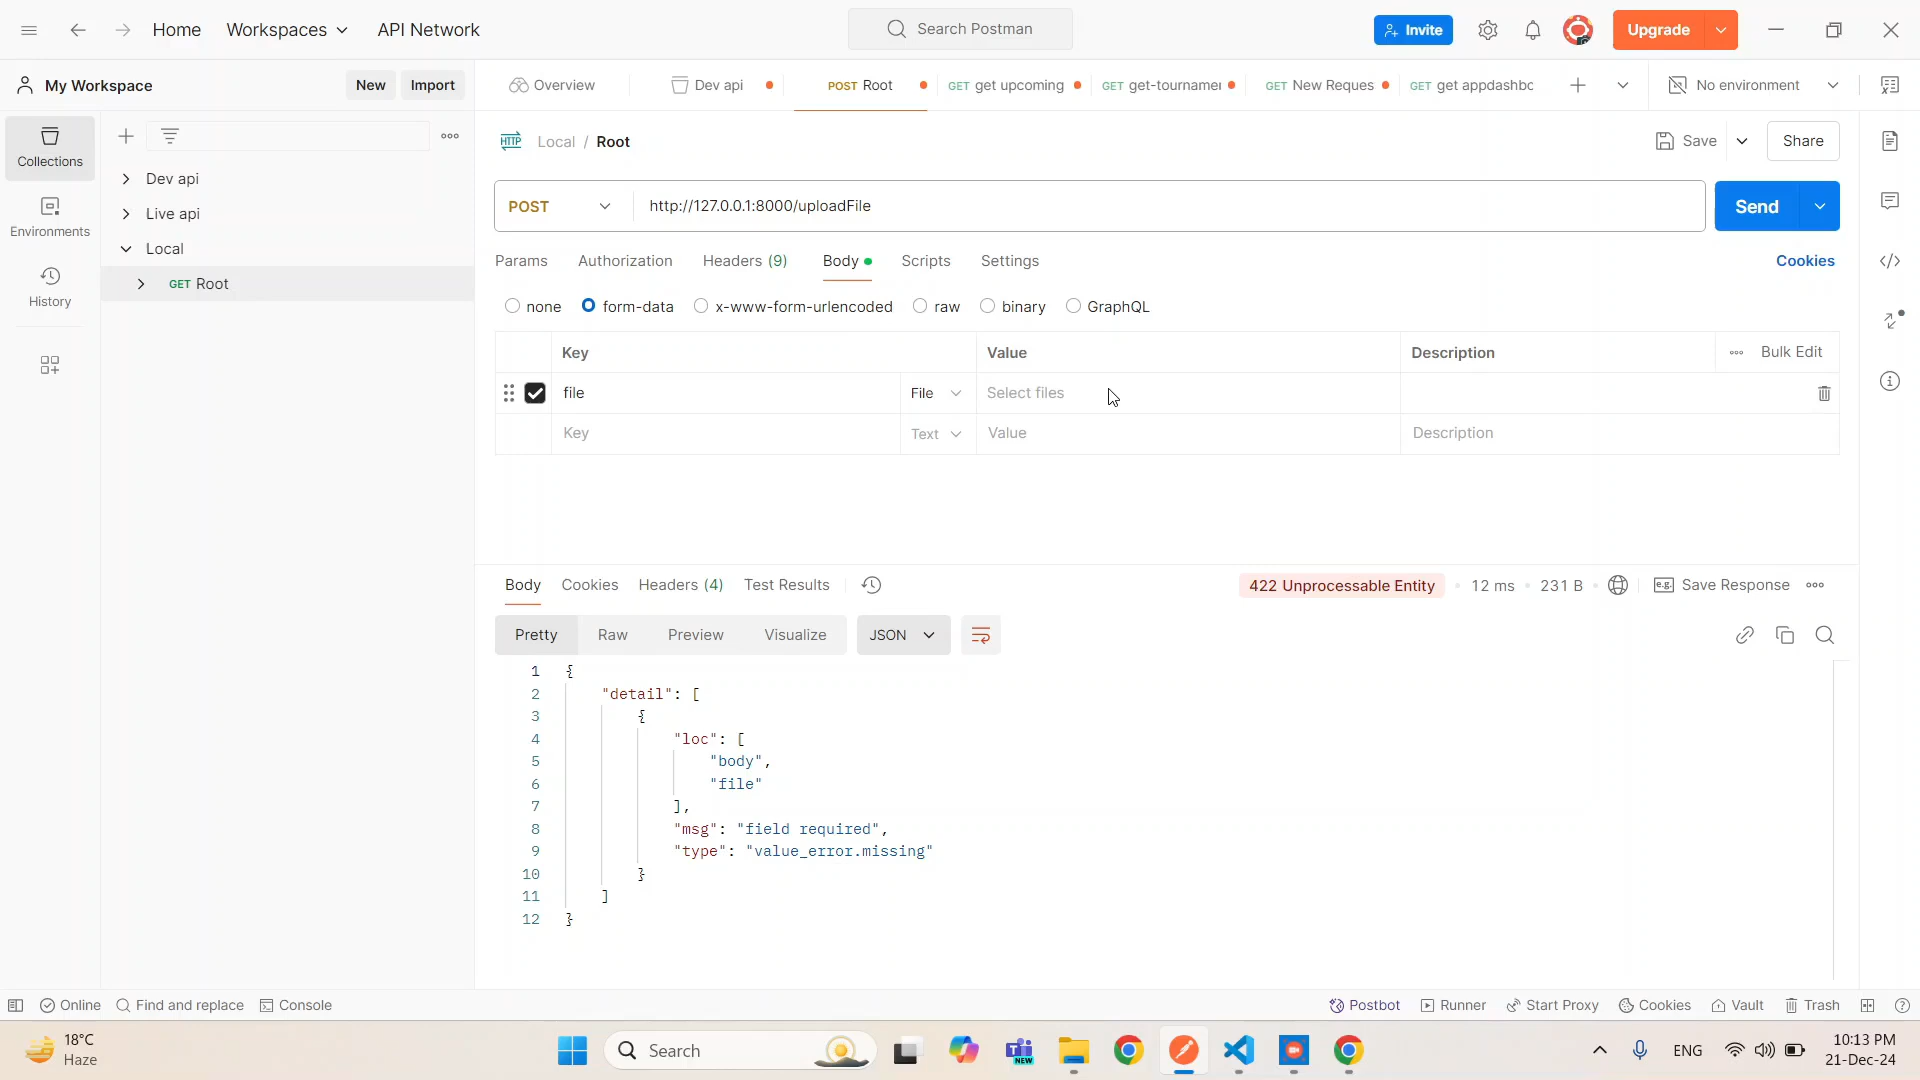 Home Workspaces API Network Search Postman Invite Upgrade
My Workspace New Import Overview Dev api POST Root GET get upcoming GET get-tournamer GET New Reques GET get appdashbc No environment
Collections
Environments
History
Dev api
Live api
Local
GET Root
HTTP Local / Root Save Share
POST http://127.0.0.1:8000/uploadFile Send
Params Authorization Headers (9) Body Scripts Settings Cookies
none form-data x-www-form-urlencoded raw binary GraphQL
Key Value Description Bulk Edit
file File Select files
Key Text Value Description
Body Cookies Headers (4) Test Results 422 Unprocessable Entity 12 ms 231 B e.g. Save Response
Pretty Raw Preview Visualize JSON
1 {
2 "detail": [
3 {
4 "loc": [
5 "body",
6 "file"
7 ],
8 "msg": "field required",
9 "type": "value_error.missing"
10 }
11 ]
12 }
Online Find and replace Console Postbot Runner Start Proxy Cookies Vault Trash
18°C
Haze
Search
NEW
ENG
10:13 PM
21-Dec-24